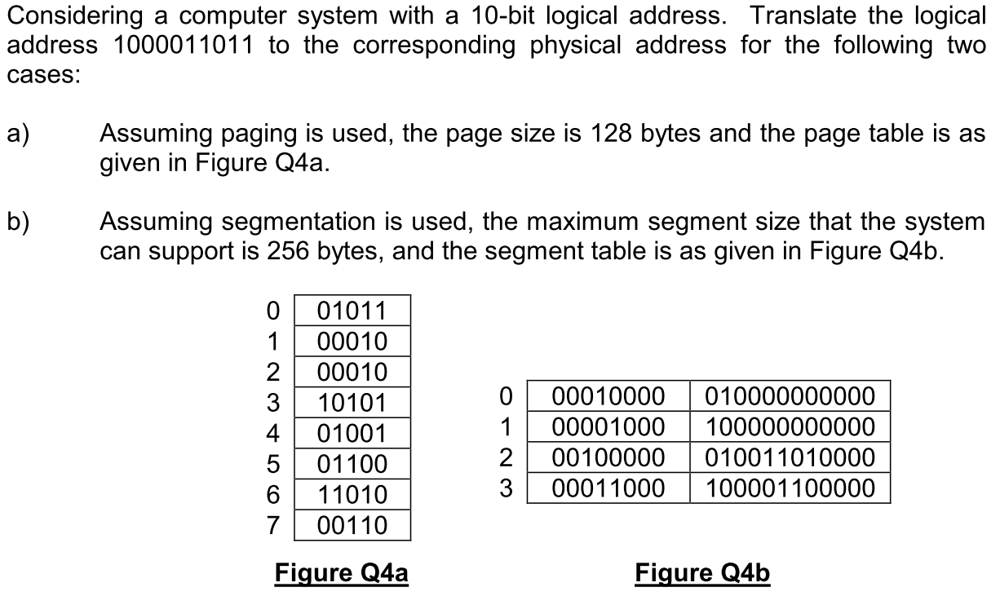 Considering a computer system with a 10-bit logical address. Translate the logical
address 1000011011 to the corresponding physical address for the following two
cases:
a) Assuming paging is used, the page size is 128 bytes and the page table is as
given in Figure Q4a.
b) Assuming segmentation is used, the maximum segment size that the system
can support is 256 bytes, and the segment table is as given in Figure Q4b.
0 01011
1 00010
2 00010
3 10101
4 01001
5 01100
6 11010
7 00110
Figure Q4a
0 00010000 010000000000
1 00001000 100000000000
2 00100000 010011010000
3 00011000 100001100000
Figure Q4b